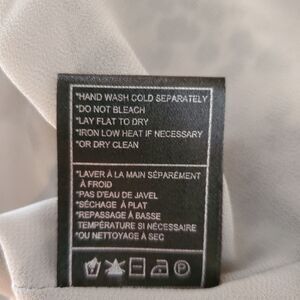 *HAND WASH COLD SEPARATELY
*DO NOT BLEACH
*LAY FLAT TO DRY
*IRON LOW HEAT IF NECESSARY
*OR DRY CLEAN
*LAVER À LA MAIN SÉPARÉMENT
À FROID
*PAS D'EAU DE JAVEL
*SÉCHAGE À PLAT
*REPASSAGE À BASSE
TEMPÉRATURE SI NÉCESSAIRE
*OU NETTOYAGE À SEC
P